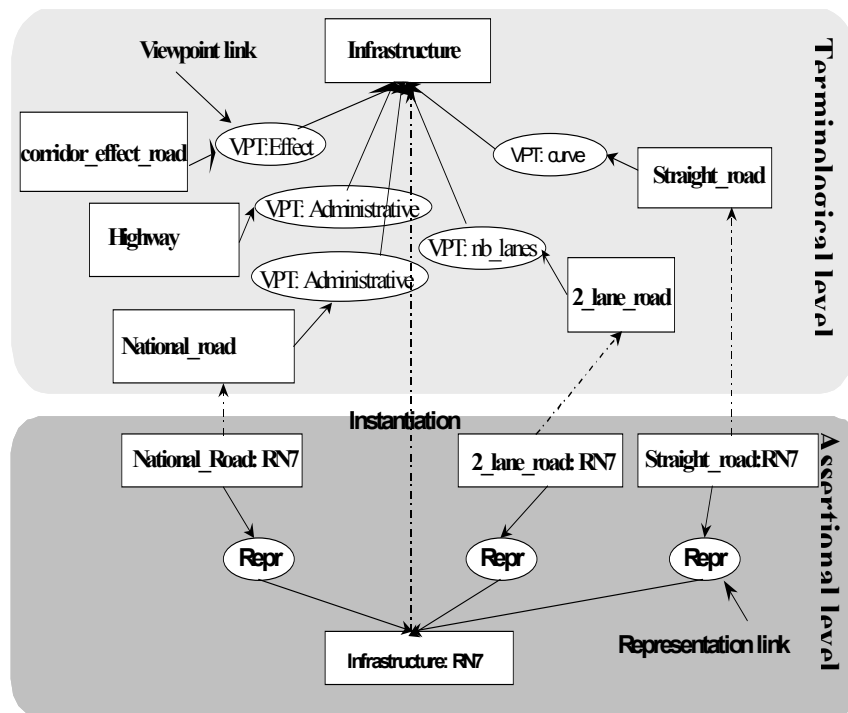 Viewpoint link
Infrastructure
corridor_effect_road
VPT:Effect
VPT: curve
Straight_road
Highway
VPT: Administrative
VPT: nb_lanes
VPT: Administrative
2_lane_road
National_road
Terminological level
Instantiation
National_Road: RN7
2_lane_road: RN7
Straight_road:RN7
Repr
Repr
Repr
Infrastructure: RN7
Representation link
Assertional level